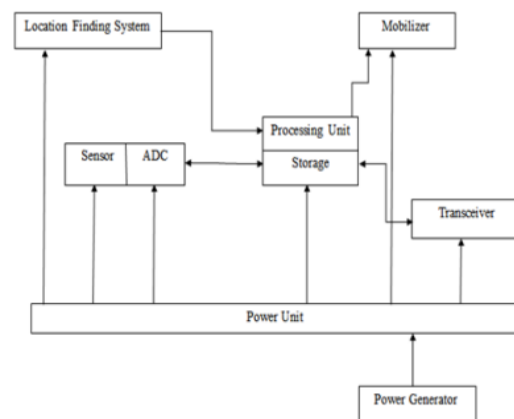 Location Finding System
Mobilizer
Processing Unit
Sensor
ADC
Storage
Transceiver
Power Unit
Power Generator